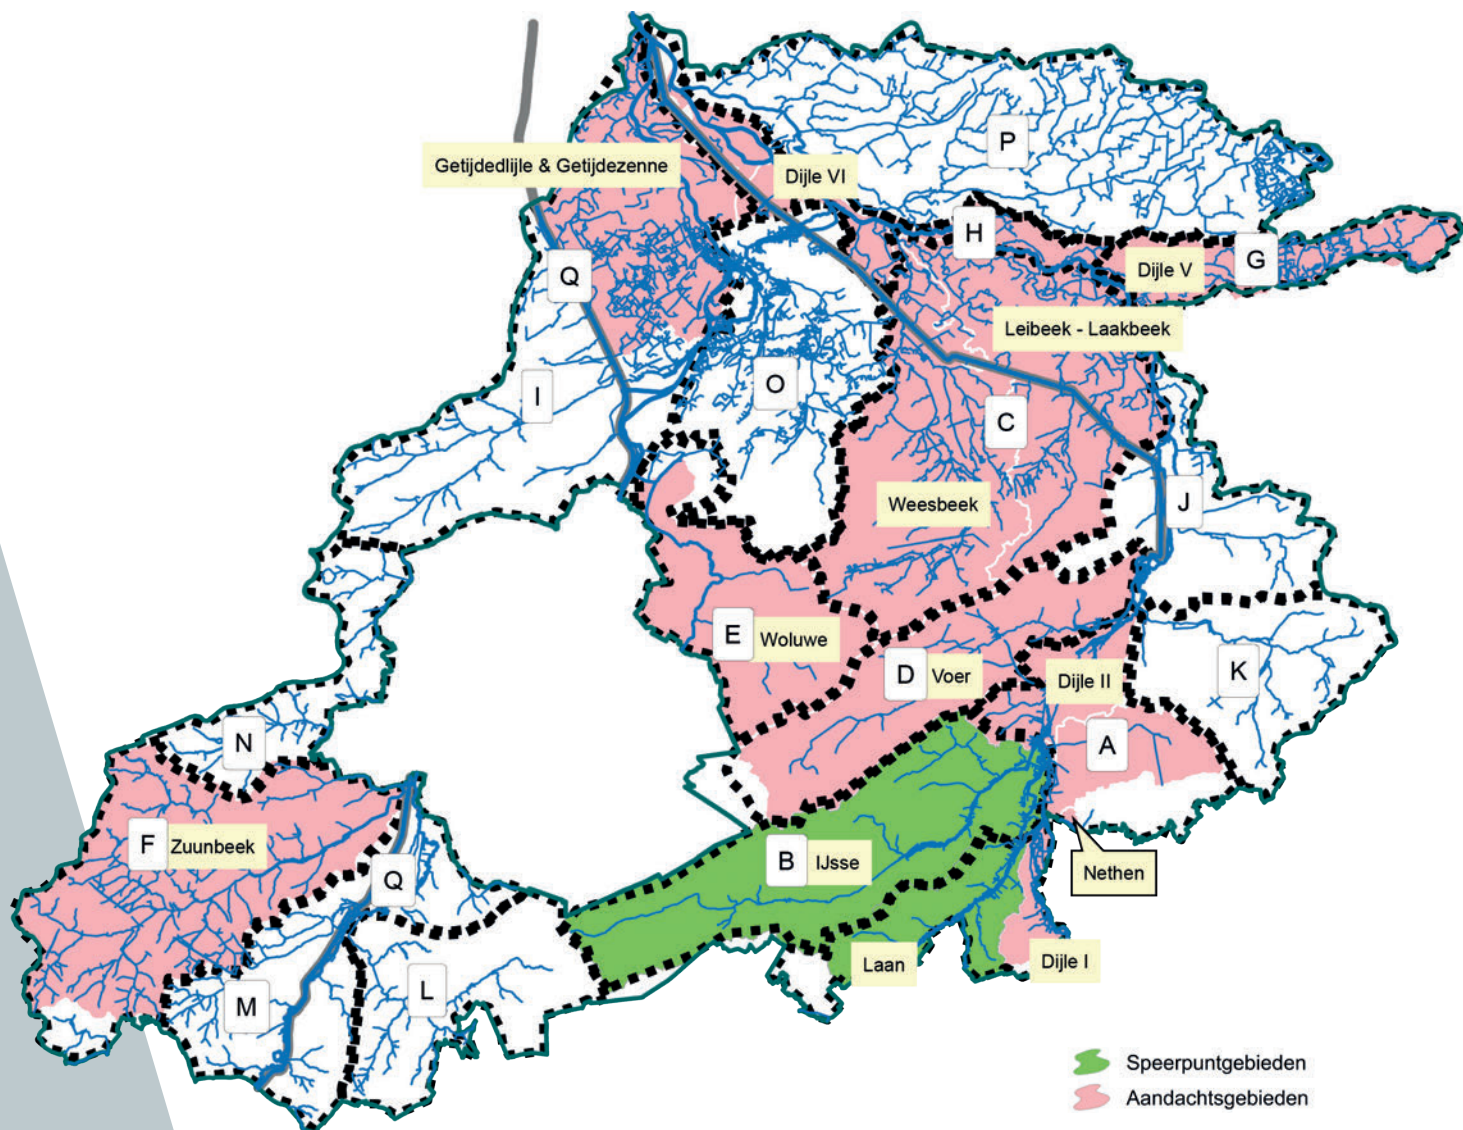 P
Getijdedlijle & Getijdezenne
Dijle VI
H
G
Dijle V
Q
Leibeek - Laakbeek
I
O
C
Weesbeek
J
E
Woluwe
D
Voer
Dijle II
K
N
A
F
Zuunbeek
B
IJsse
Q
Nethen
Laan
Dijle I
L
M
Speerpuntgebieden
Aandachtsgebieden